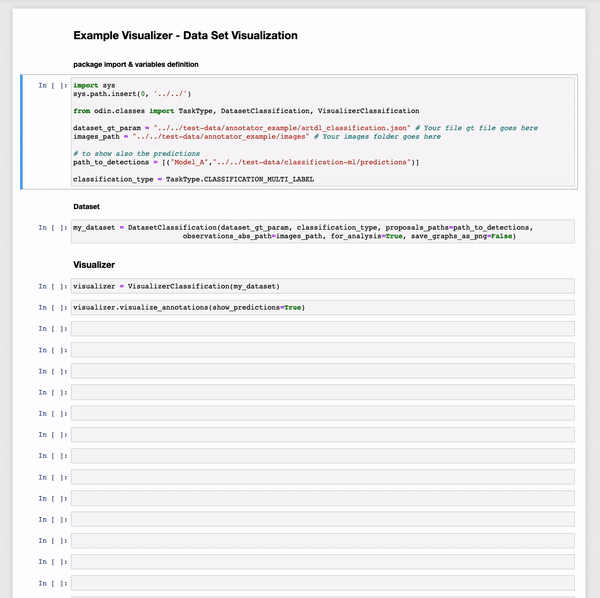 Example Visualizer - Data Set Visualization
package import & variables definition
In [ ]: import sys
sys.path.insert(0, '../../')
from odin.classes import TaskType, DatasetClassification, VisualizerClassification
dataset_gt_param = "../../test-data/annotator_example/artdl_classification.json" # Your file gt file goes here
images_path = "../../test-data/annotator_example/images" # Your images folder goes here
# to show also the predictions
path_to_detections = [("Model_A","../../test-data/classification-ml/predictions")]
classification_type = TaskType.CLASSIFICATION_MULTI_LABEL
Dataset
In [ ]: my_dataset = DatasetClassification(dataset_gt_param, classification_type, proposals_paths=path_to_detections,
observations_abs_path=images_path, for_analysis=True, save_graphs_as_png=False)
Visualizer
In [ ]: visualizer = VisualizerClassification(my_dataset)
In [ ]: visualizer.visualize_annotations(show_predictions=True)
In [ ]:
In [ ]:
In [ ]:
In [ ]:
In [ ]:
In [ ]:
In [ ]:
In [ ]:
In [ ]:
In [ ]:
In [ ]:
In [ ]:
In [ ]: